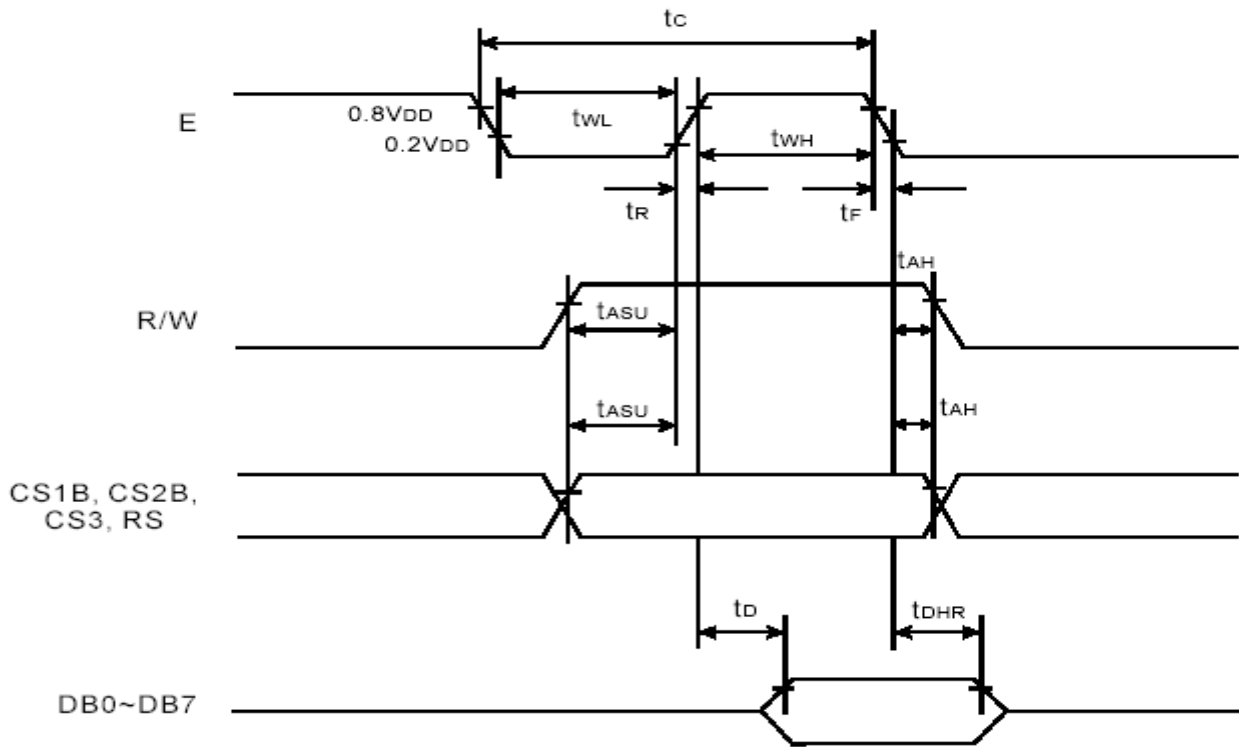 tC
E
0.8VDD
0.2VDD
tWL
tWH
tR
tF
R/W
tASU
tAH
tASU
tAH
CS1B, CS2B,
CS3, RS
tD
tDHR
DB0~DB7